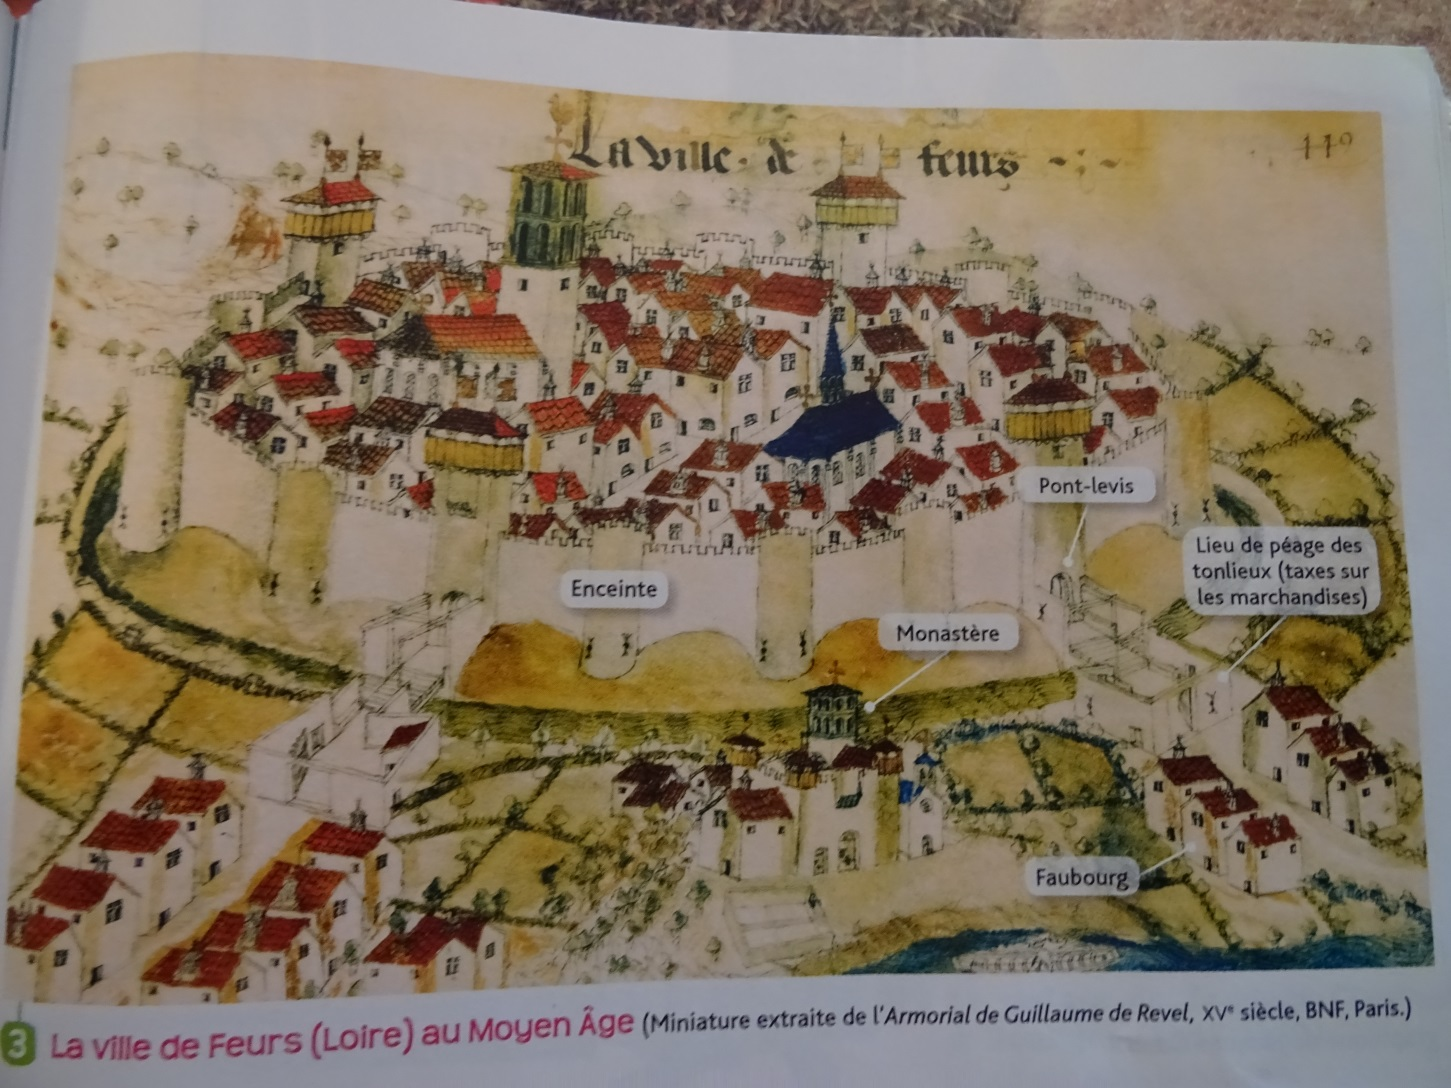 La ville · de · feurs ~ : ~
110
Pont-levis
Lieu de péage des
tonlieux (taxes sur
les marchandises)
Enceinte
Monastère
Faubourg
3 La ville de Feurs (Loire) au Moyen Âge (Miniature extraite de l'Armorial de Guillaume de Revel, XVe siècle, BNF, Paris.)